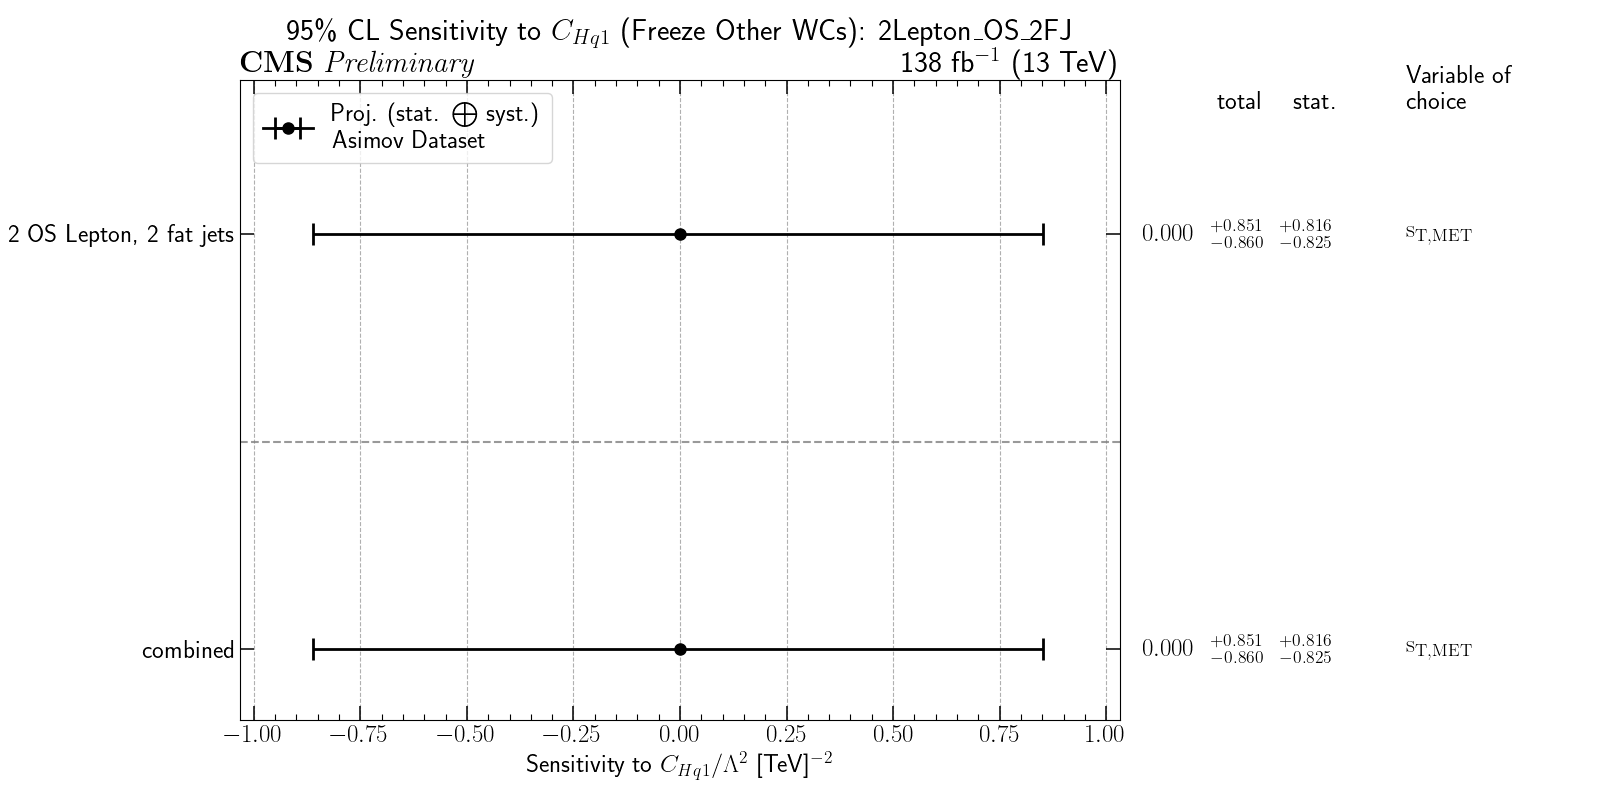 95% CL Sensitivity to C_{Hq1} (Freeze Other WCs): 2Lepton_OS_2FJ
CMS Preliminary
138 fb^{−1} (13 TeV)
Variable of
choice
total stat.
Proj. (stat. ⊕ syst.)
Asimov Dataset
2 OS Lepton, 2 fat jets
0.000 +0.851 −0.860 +0.816 −0.825 s_{T,MET}
combined
0.000 +0.851 −0.860 +0.816 −0.825 s_{T,MET}
−1.00 −0.75 −0.50 −0.25 0.00 0.25 0.50 0.75 1.00
Sensitivity to C_{Hq1}/Λ^{2} [TeV]^{−2}